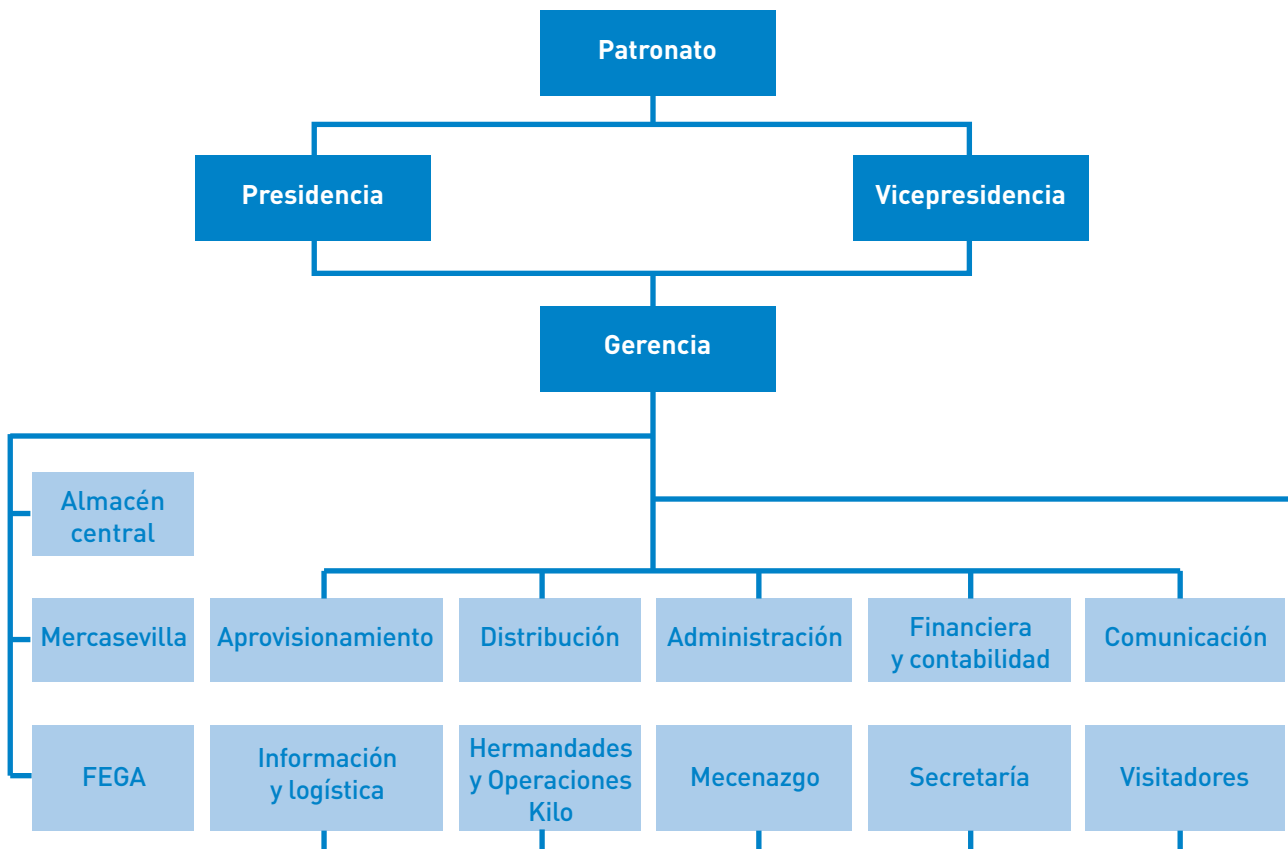 Patronato
Presidencia
Vicepresidencia
Gerencia
Almacén
central
Mercasevilla
Aprovisionamiento
Distribución
Administración
Financiera
y contabilidad
Comunicación
FEGA
Información
y logística
Hermandades
y Operaciones
Kilo
Mecenazgo
Secretaría
Visitadores